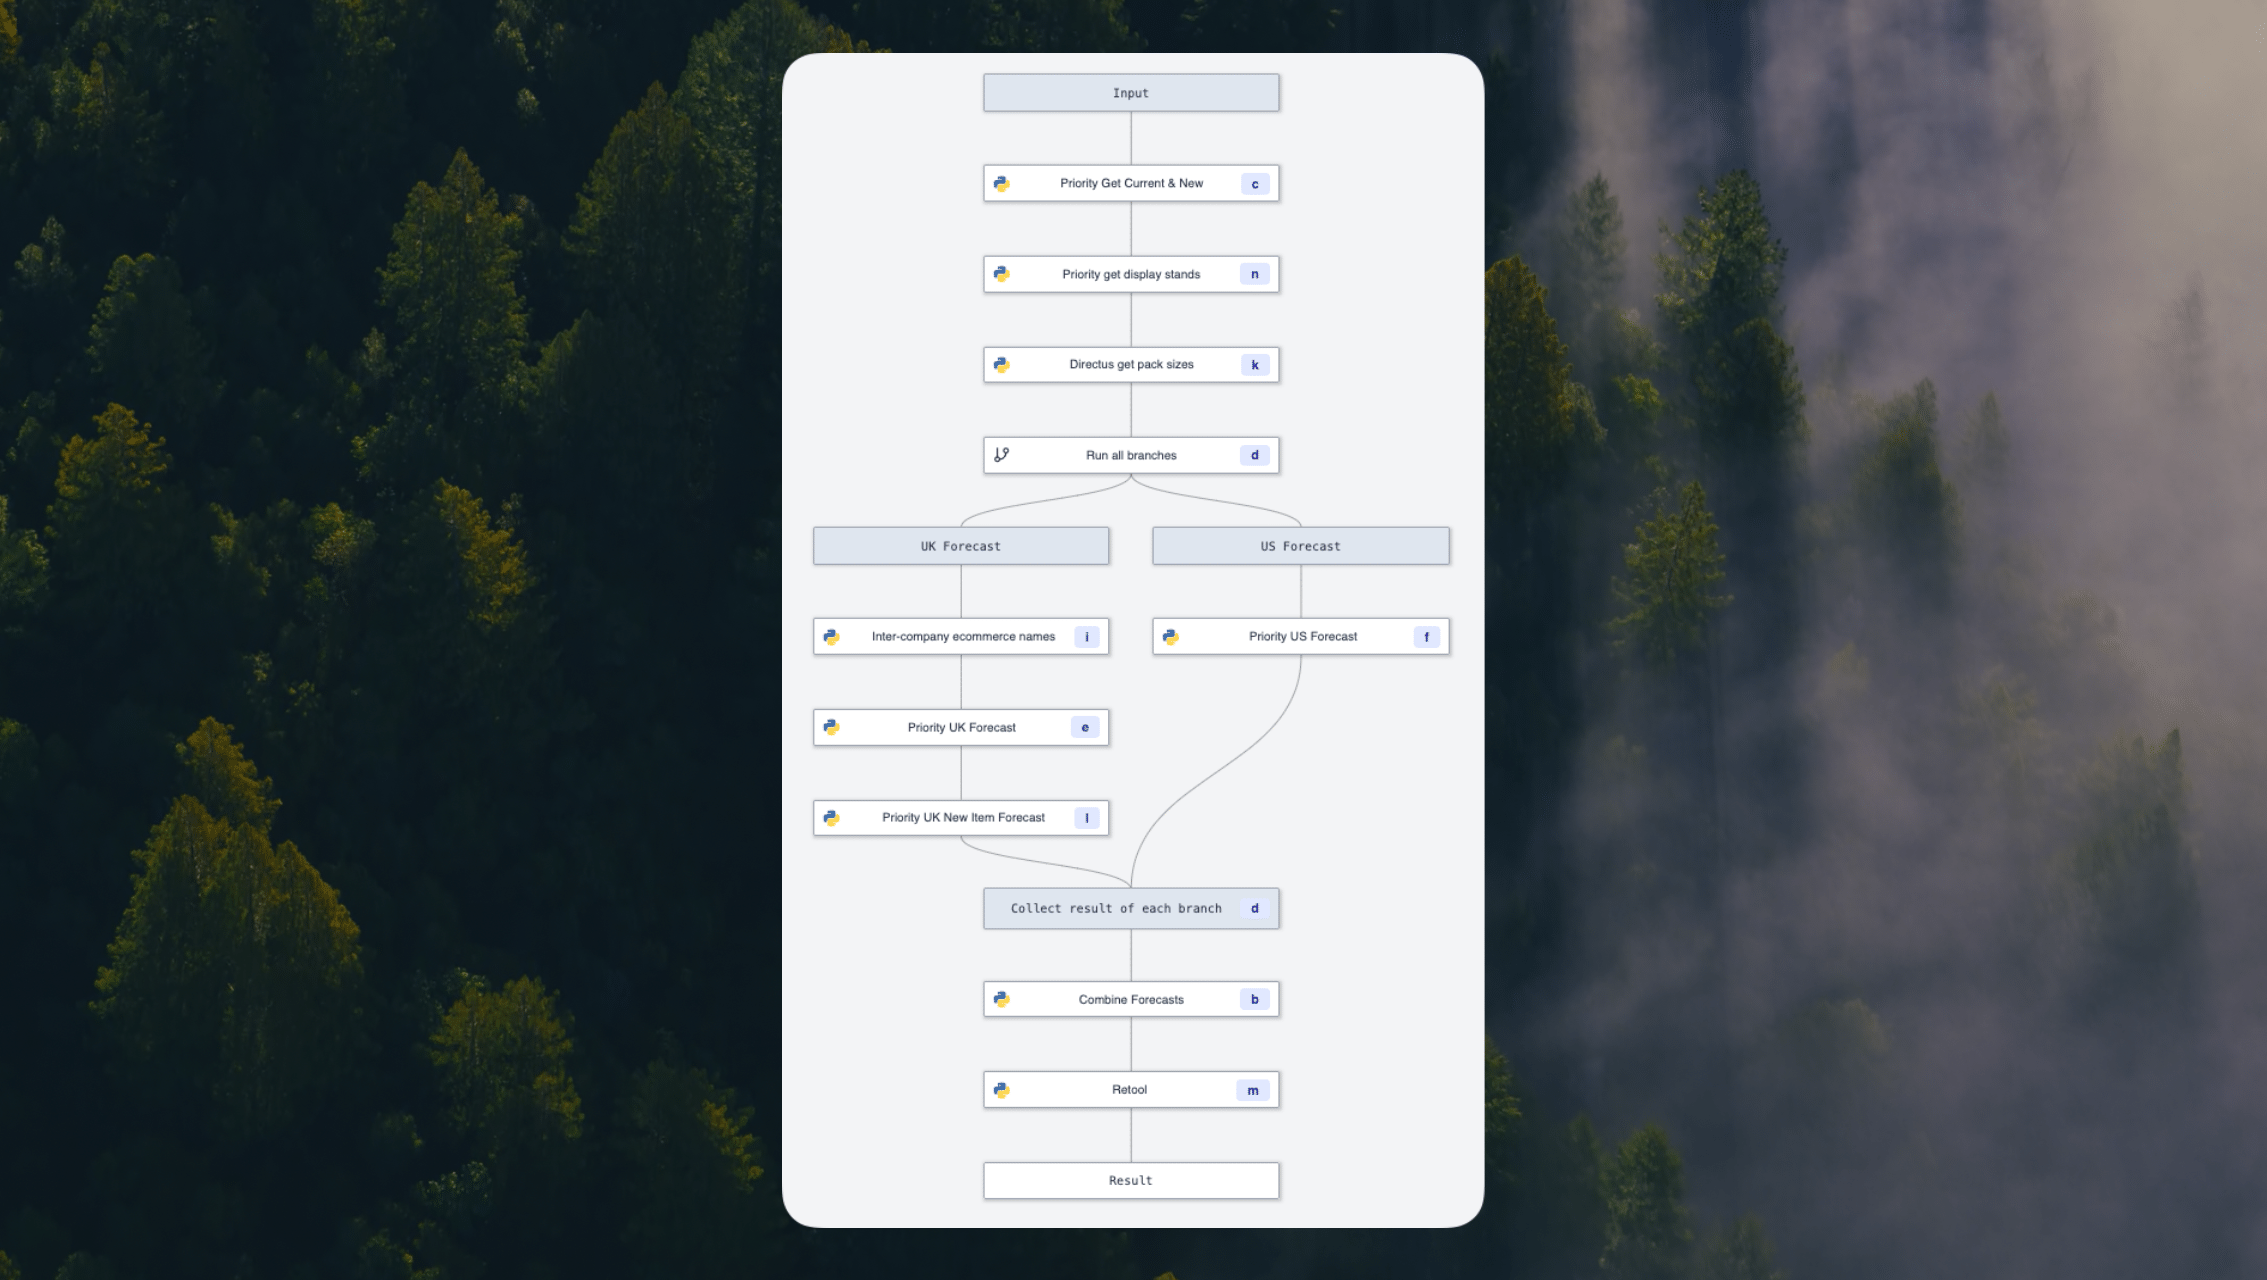 Input
Priority Get Current & New c
Priority get display stands n
Directus get pack sizes k
Run all branches d
UK Forecast
US Forecast
Inter-company ecommerce names i
Priority US Forecast f
Priority UK Forecast e
Priority UK New Item Forecast l
Collect result of each branch d
Combine Forecasts b
Retool m
Result